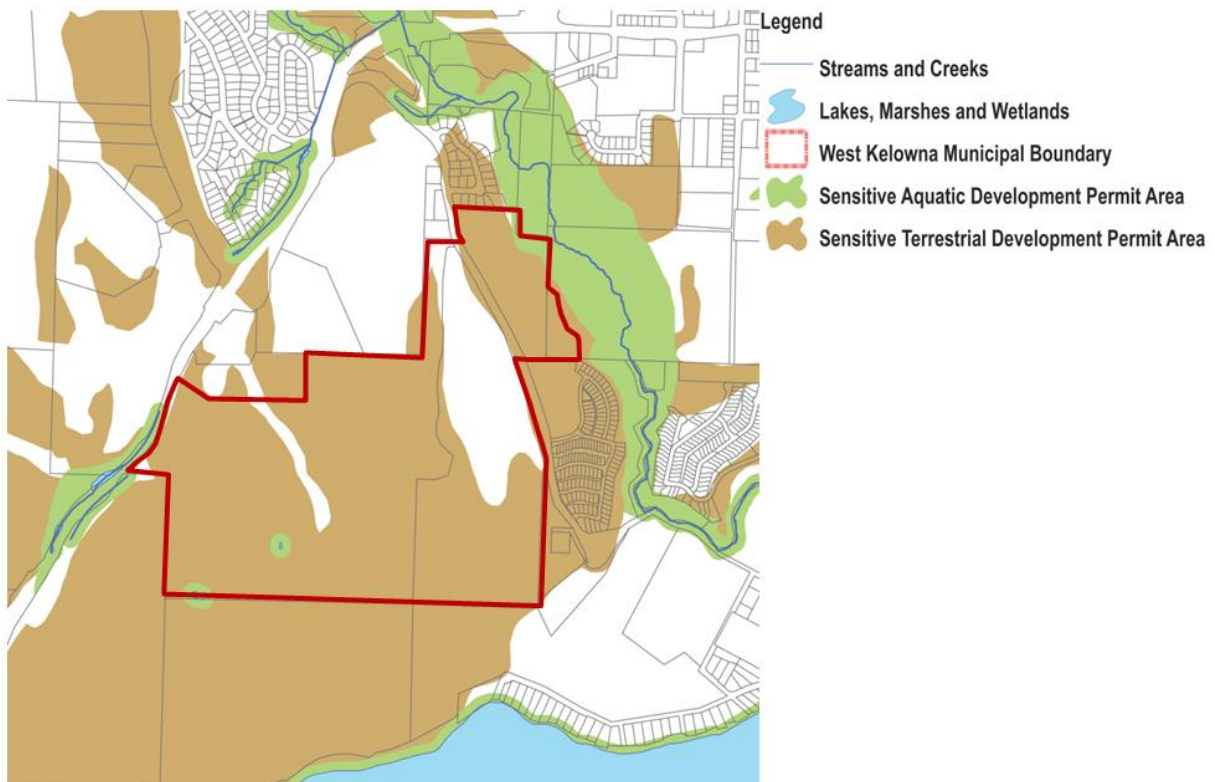 Legend
Streams and Creeks
Lakes, Marshes and Wetlands
West Kelowna Municipal Boundary
Sensitive Aquatic Development Permit Area
Sensitive Terrestrial Development Permit Area